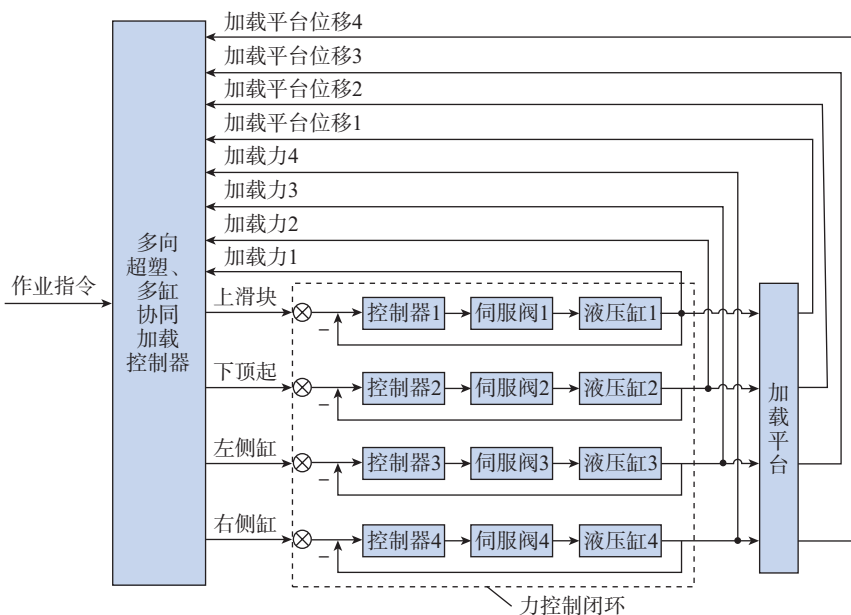 加载平台位移4
加载平台位移3
加载平台位移2
加载平台位移1
加载力4
加载力3
加载力2
加载力1
作业指令
多向
超塑、
多缸
协同
加载
控制器
上滑块
控制器1
伺服阀1
液压缸1
下顶起
控制器2
伺服阀2
液压缸2
左侧缸
控制器3
伺服阀3
液压缸3
右侧缸
控制器4
伺服阀4
液压缸4
加
载
平
台
力控制闭环